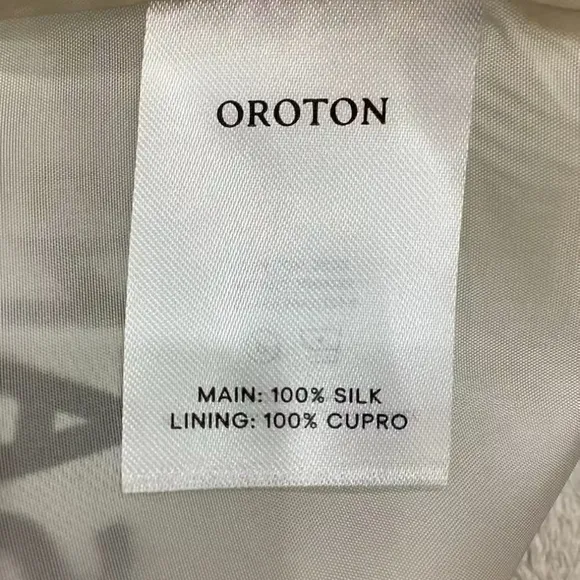 OROTON
MAIN: 100% SILK
LINING: 100% CUPRO